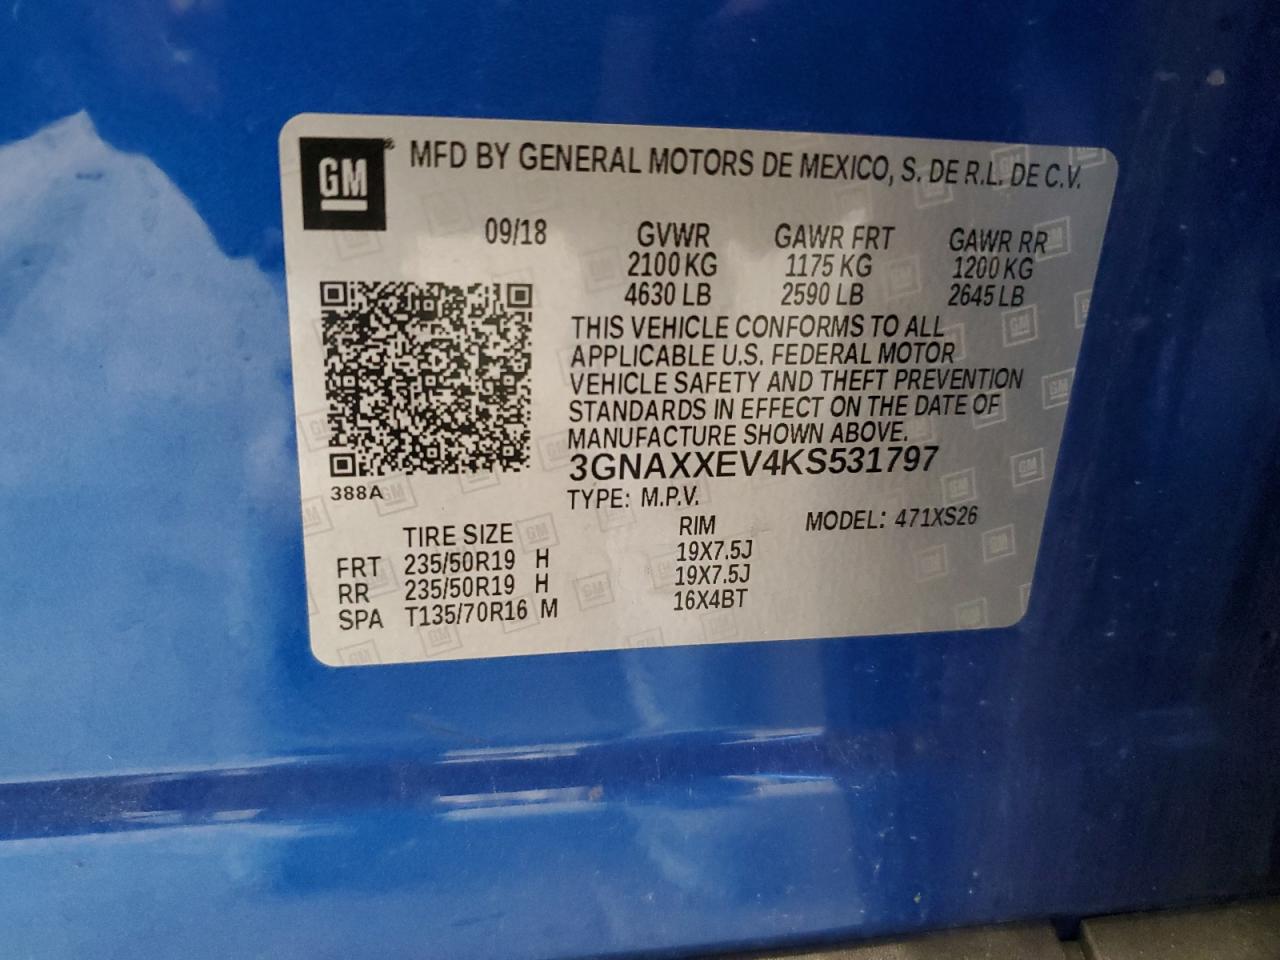 GM® MFD BY GENERAL MOTORS DE MEXICO, S. DE R.L. DE C.V.
09/18 GVWR GAWR FRT GAWR RR
2100 KG 1175 KG 1200 KG
4630 LB 2590 LB 2645 LB
THIS VEHICLE CONFORMS TO ALL
APPLICABLE U.S. FEDERAL MOTOR
VEHICLE SAFETY AND THEFT PREVENTION
STANDARDS IN EFFECT ON THE DATE OF
MANUFACTURE SHOWN ABOVE.
3GNAXXEV4KS531797
388A
TYPE: M.P.V.
TIRE SIZE RIM MODEL: 471XS26
FRT 235/50R19 H 19X7.5J
RR 235/50R19 H 19X7.5J
SPA T135/70R16 M 16X4BT